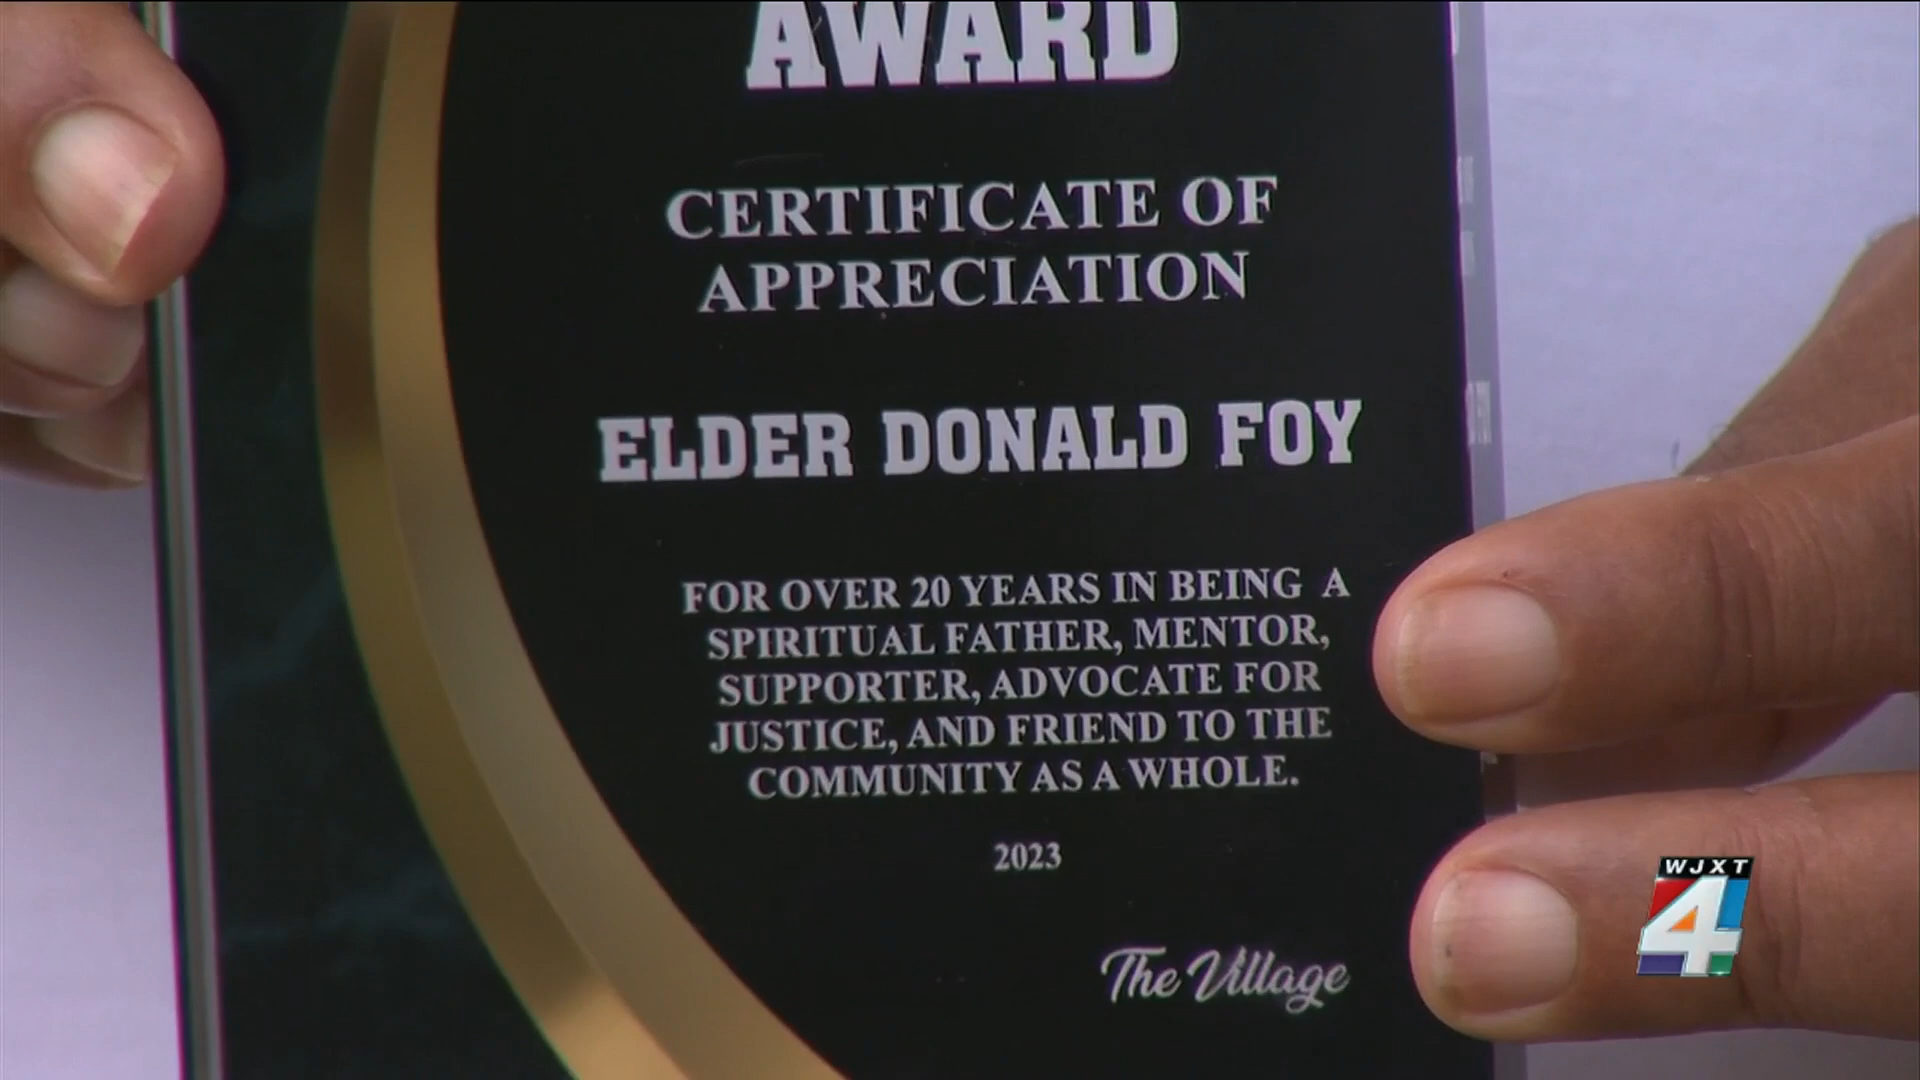 AWARD
CERTIFICATE OF
APPRECIATION
ELDER DONALD FOY
FOR OVER 20 YEARS IN BEING A
SPIRITUAL FATHER, MENTOR,
SUPPORTER, ADVOCATE FOR
JUSTICE, AND FRIEND TO THE
COMMUNITY AS A WHOLE.
2023
The Village
WJXT
4